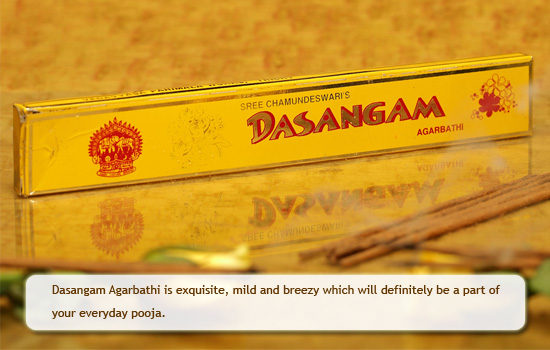 SREE CHAMUNDESWARI'S
DASANGAM
AGARBATHI
Dasangam Agarbathi is exquisite, mild and breezy which will definitely be a part of
your everyday pooja.